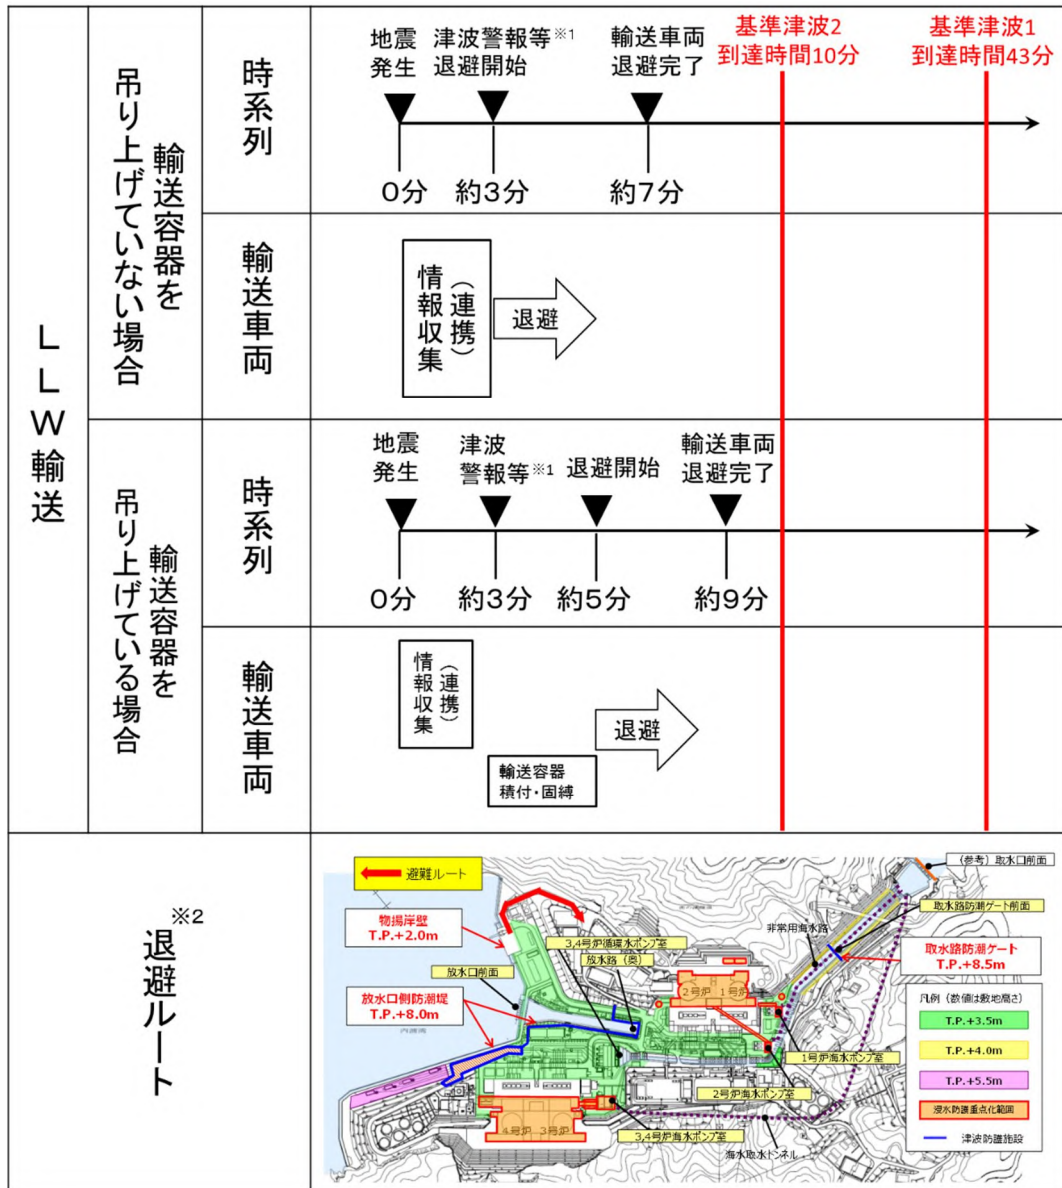 LLW輸送
輸送容器を
吊り上げていない場合
時系列
地震
発生
津波警報等※1
退避開始
輸送車両
退避完了
基準津波2
到達時間10分
基準津波1
到達時間43分
0分
約3分
約7分
輸送車両
情報収集
(連携)
退避
輸送容器を
吊り上げている場合
時系列
地震
発生
津波
警報等※1
退避開始
輸送車両
退避完了
0分
約3分
約5分
約9分
輸送車両
情報収集
(連携)
退避
輸送容器
積付・固縛
※2
退避ルート
避難ルート
(参考)取水口前面
物揚岸壁
T.P.+2.0m
3,4号炉循環水ポンプ室
放水路(奥)
非常用海水路
取水路防潮ゲート前面
取水路防潮ゲート
T.P.+8.5m
放水口前面
放水口側防潮堤
T.P.+8.0m
内浦湾
2号炉
1号炉
凡例(数値は敷地高さ)
T.P.+3.5m
T.P.+4.0m
T.P.+5.5m
浸水防護重点化範囲
津波防護施設
1号炉海水ポンプ室
2号炉海水ポンプ室
4号炉
3号炉
3,4号炉海水ポンプ室
海水取水トンネル